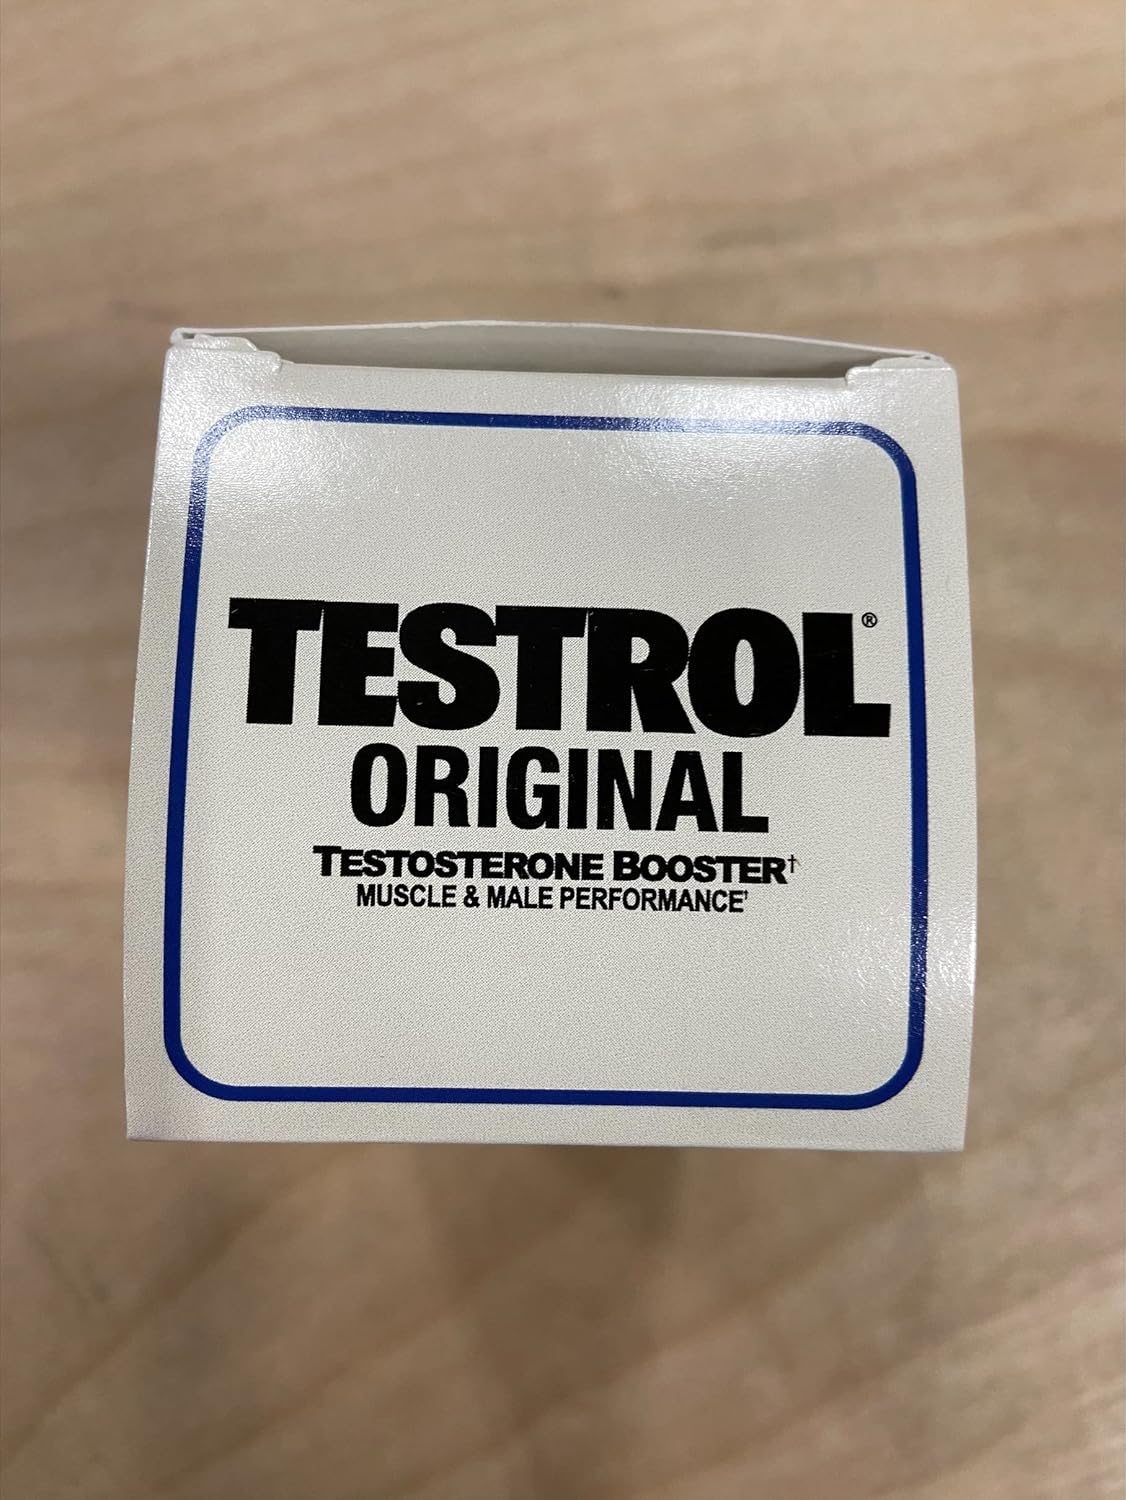 TESTROL®
ORIGINAL
TESTOSTERONE BOOSTER†
MUSCLE & MALE PERFORMANCE†